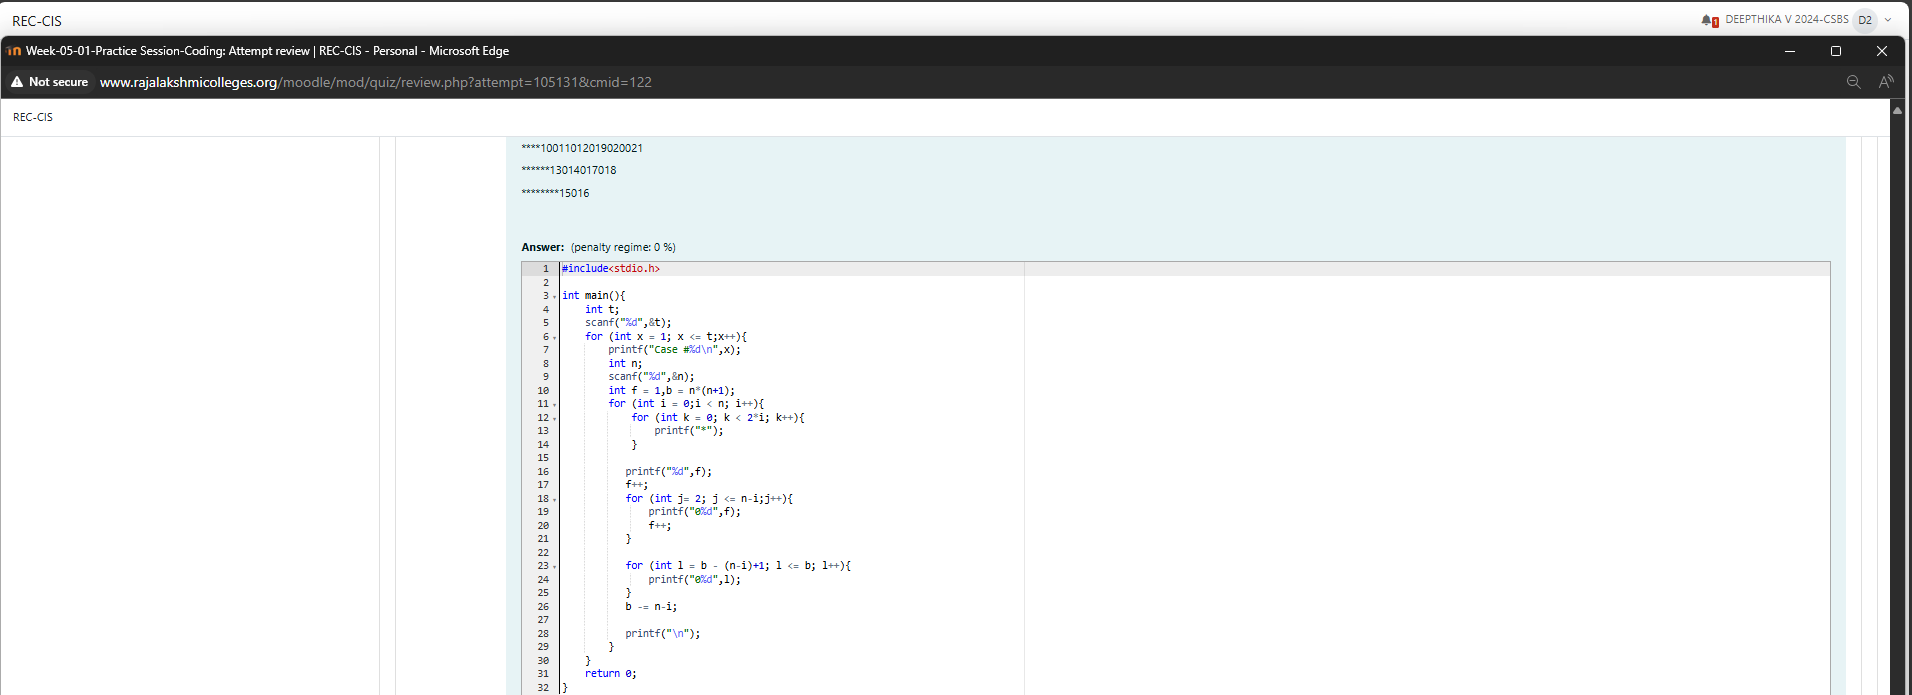 REC-CIS
1 DEEPTHIKA V 2024-CSBS D2
Week-05-01-Practice Session-Coding: Attempt review | REC-CIS - Personal - Microsoft Edge
Not secure www.rajalakshmicolleges.org/moodle/mod/quiz/review.php?attempt=105131&cmid=122
REC-CIS
****10011012019020021
******13014017018
********15016
Answer: (penalty regime: 0 %)
1 #include<stdio.h>
2
3 int main(){
4     int t;
5     scanf("%d",&t);
6     for (int x = 1; x <= t;x++){
7         printf("Case #%d\n",x);
8         int n;
9         scanf("%d",&n);
10         int f = 1,b = n*(n+1);
11         for (int i = 0;i < n; i++){
12             for (int k = 0; k < 2*i; k++){
13                 printf("*");
14             }
15
16            printf("%d",f);
17            f++;
18            for (int j= 2; j <= n-i;j++){
19                printf("0%d",f);
20                f++;
21            }
22
23            for (int l = b - (n-i)+1; l <= b; l++){
24                printf("0%d",l);
25            }
26            b -= n-i;
27
28            printf("\n");
29         }
30     }
31     return 0;
32 }